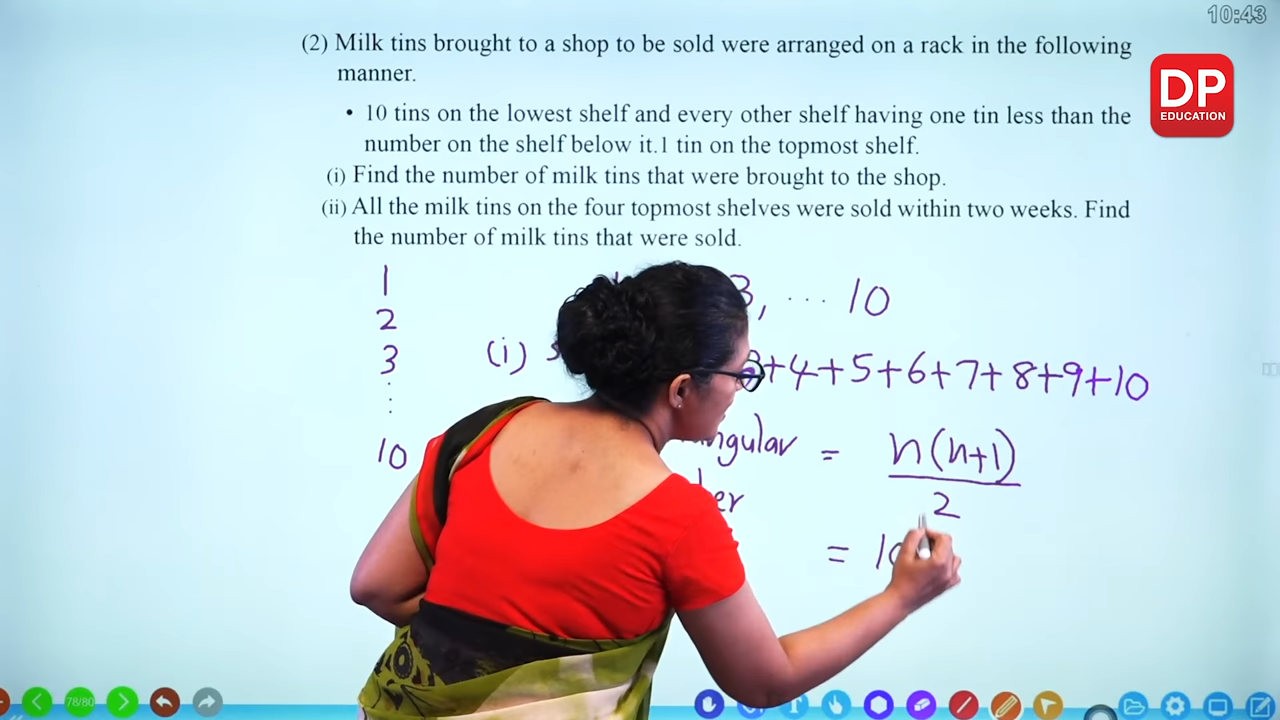 10:43
(2) Milk tins brought to a shop to be sold were arranged on a rack in the following
manner.
DP
EDUCATION
• 10 tins on the lowest shelf and every other shelf having one tin less than the
number on the shelf below it.1 tin on the topmost shelf.
(i) Find the number of milk tins that were brought to the shop.
(ii) All the milk tins on the four topmost shelves were sold within two weeks. Find
the number of milk tins that were sold.
1
2
3
⋮
10
3, ... 10
(i)
+4+5+6+7+8+9+10
ngular = n(n+1)
2
er
= 10
78/80